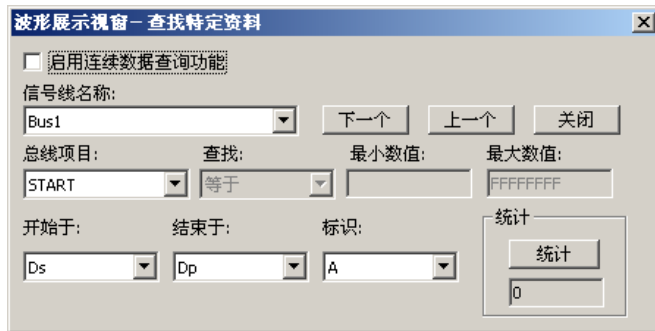 波形展示視窗－查找特定资料
启用连续数据查询功能
信号线名称:
Bus1 下一个 上一个 关闭
总线项目: 查找: 最小数值: 最大数值:
START 等于 FFFFFFFF
开始于: 结束于: 标识: 统计
Ds Dp A 统计
0